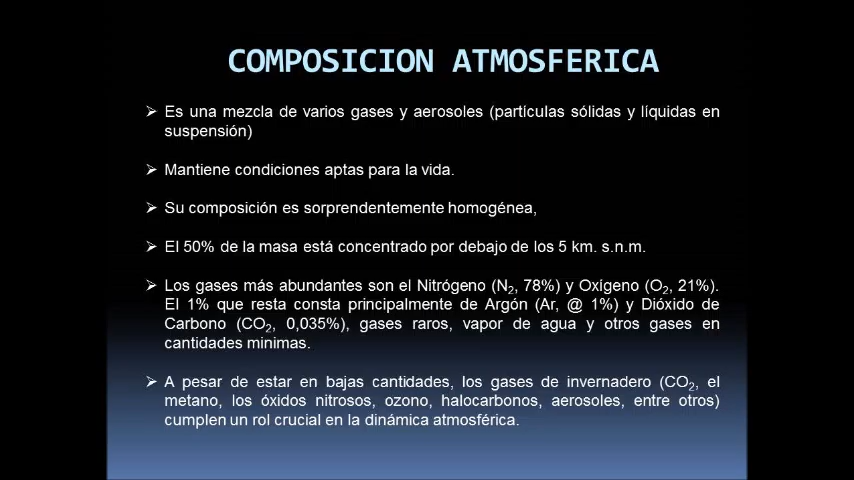 COMPOSICION ATMOSFERICA
➢ Es una mezcla de varios gases y aerosoles (partículas sólidas y líquidas en
suspensión)
➢ Mantiene condiciones aptas para la vida.
➢ Su composición es sorprendentemente homogénea,
➢ El 50% de la masa está concentrado por debajo de los 5 km. s.n.m.
➢ Los gases más abundantes son el Nitrógeno (N₂, 78%) y Oxígeno (O₂, 21%).
El 1% que resta consta principalmente de Argón (Ar, @ 1%) y Dióxido de
Carbono (CO₂, 0,035%), gases raros, vapor de agua y otros gases en
cantidades minimas.
➢ A pesar de estar en bajas cantidades, los gases de invernadero (CO₂, el
metano, los óxidos nitrosos, ozono, halocarbonos, aerosoles, entre otros)
cumplen un rol crucial en la dinámica atmosférica.